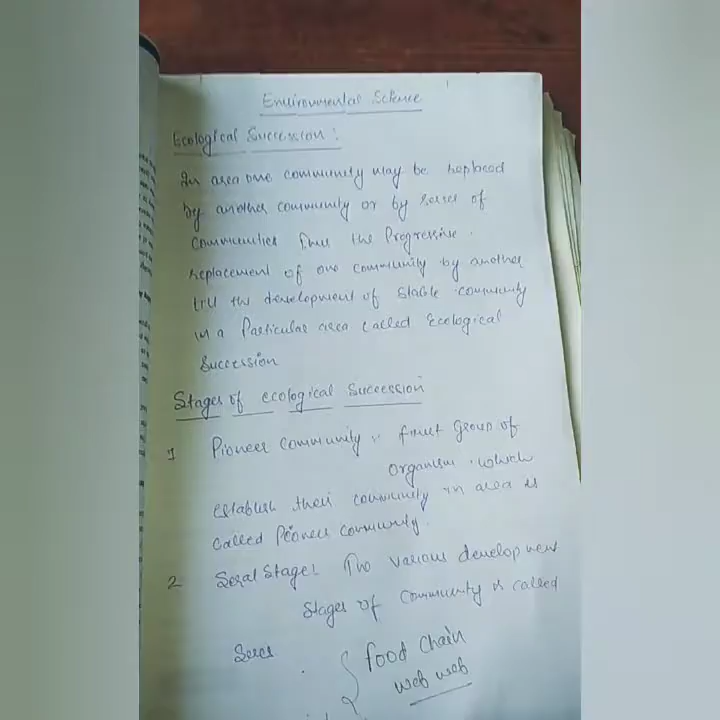 Environmental Science
Ecological Succession :
In area one community may be replaced
by another community or by series of
communities thus the Progressive
replacement of one community by another
till the development of stable community
in a Particular area called Ecological
Succession
Stages of ecological Succession
1 Pioneer community : first Group of
organism which
establish their community in area is
called Pioneer community.
2 Seral Stage: The various development
Stages of community is called
Seres
food chain
web web